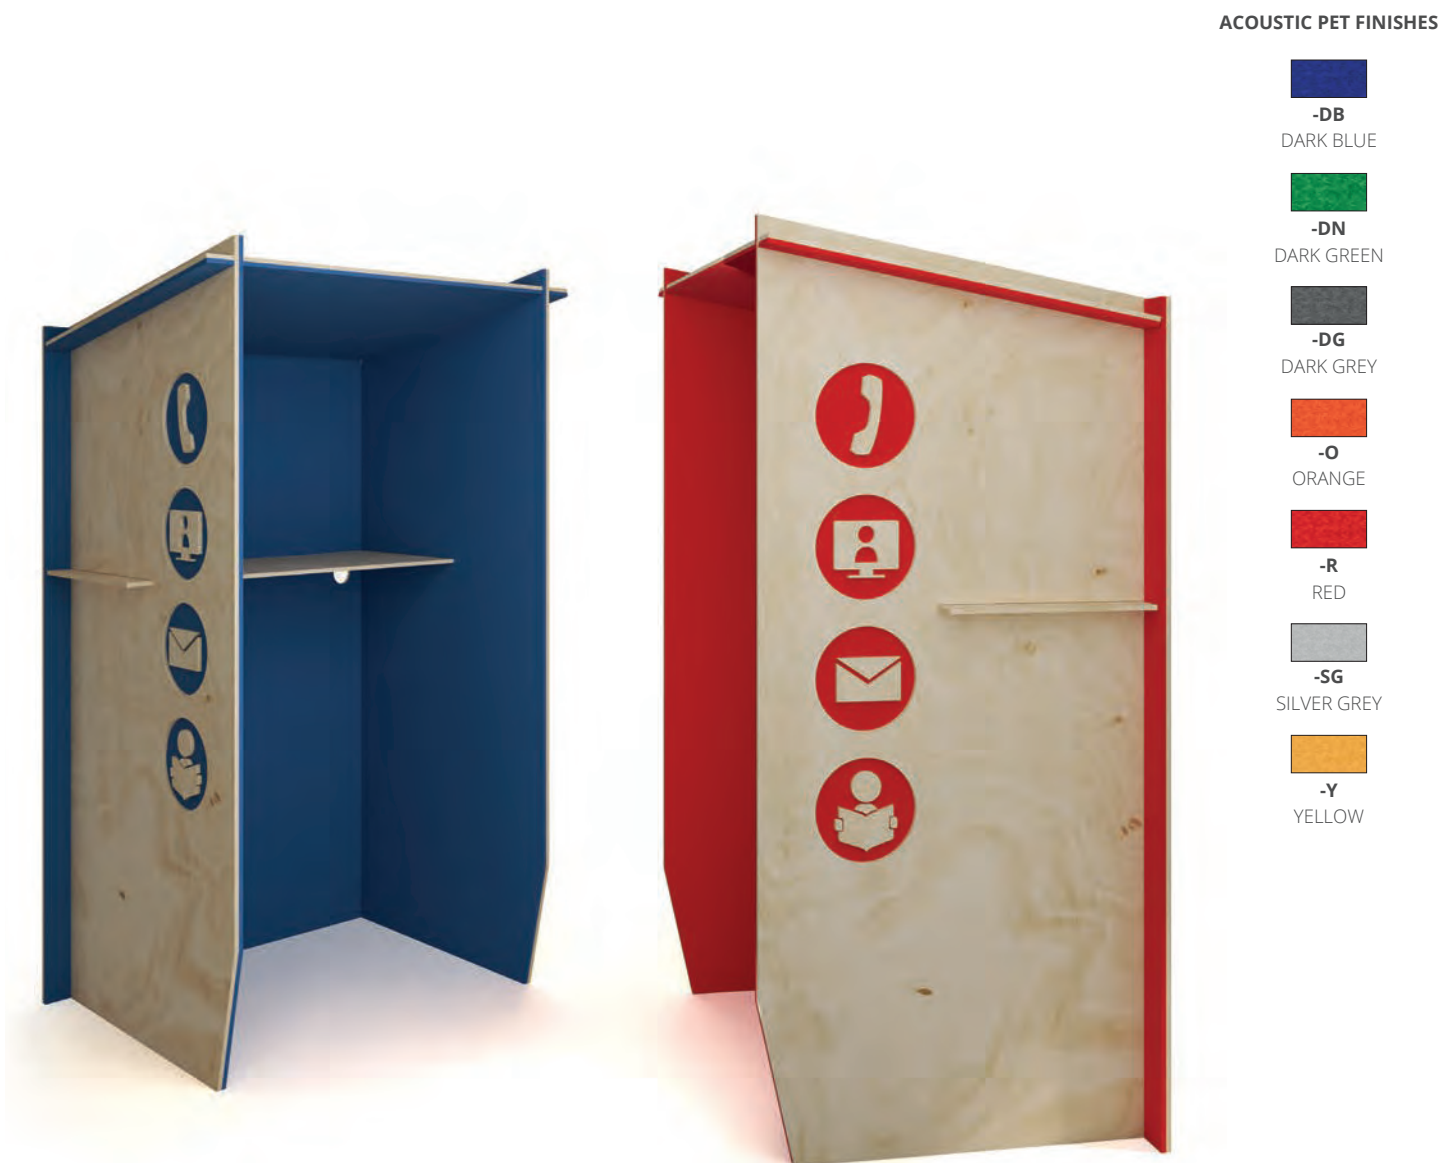 ACOUSTIC PET FINISHES
-DB
DARK BLUE
-DN
DARK GREEN
-DG
DARK GREY
-O
ORANGE
-R
RED
-SG
SILVER GREY
-Y
YELLOW